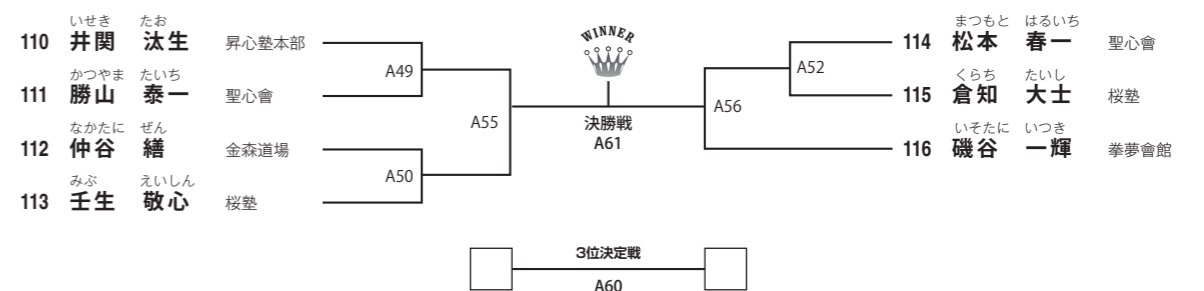 いせき たお
110 井関 汰生 昇心塾本部
かつやま たいち
111 勝山 泰一 聖心會
A49
なかたに ぜん
112 仲谷 繕 金森道場
みぶ えいしん
113 壬生 敬心 桜塾
A50
A55
WINNER
決勝戦
A61
まつもと はるいち
114 松本 春一 聖心會
くらち たいし
115 倉知 大士 桜塾
A52
いそたに いつき
116 磯谷 一輝 拳夢會館
A56
3位決定戦
A60